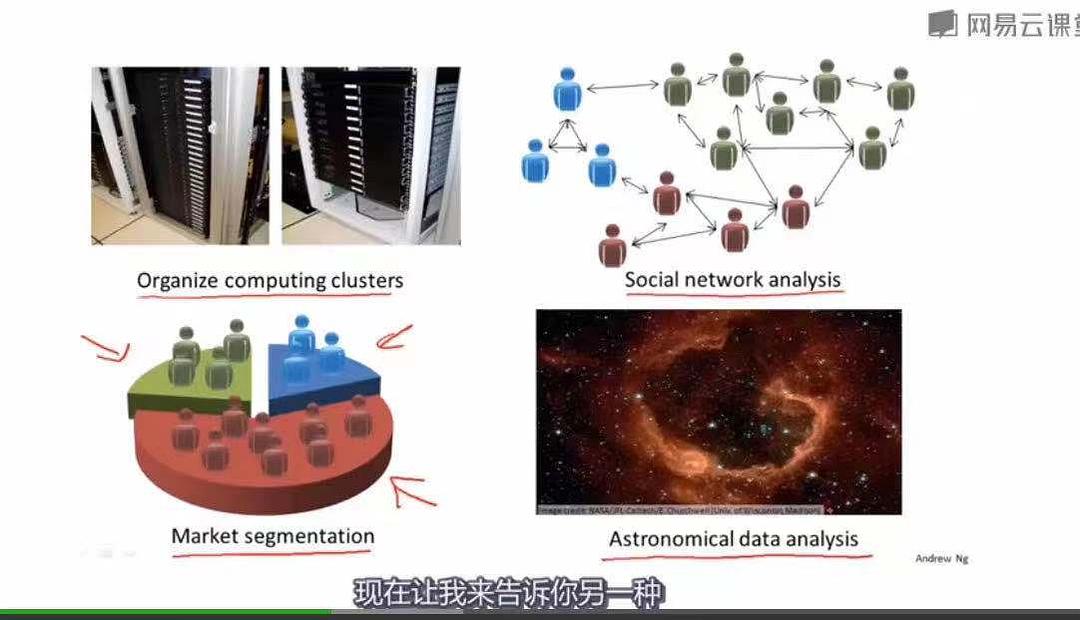 网易云课堂
Organize computing clusters
Social network analysis
Image credit: NASA/JPL-Caltech/E. Churchwell (Univ. of Wisconsin, Madison)
Market segmentation
Astronomical data analysis
Andrew Ng
现在让我来告诉你另一种